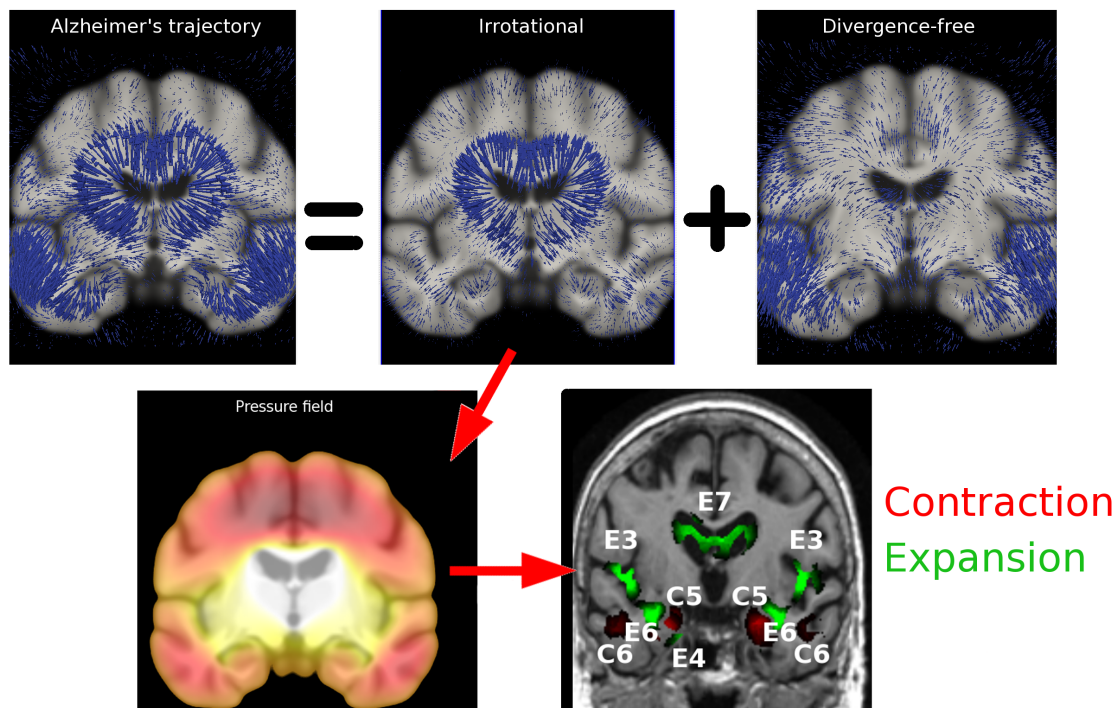 Alzheimer's trajectory
Irrotational
Divergence-free
=
+
Pressure field
E7
E3
E3
C5
C5
E6
E6
C6
C6
E4
Contraction
Expansion